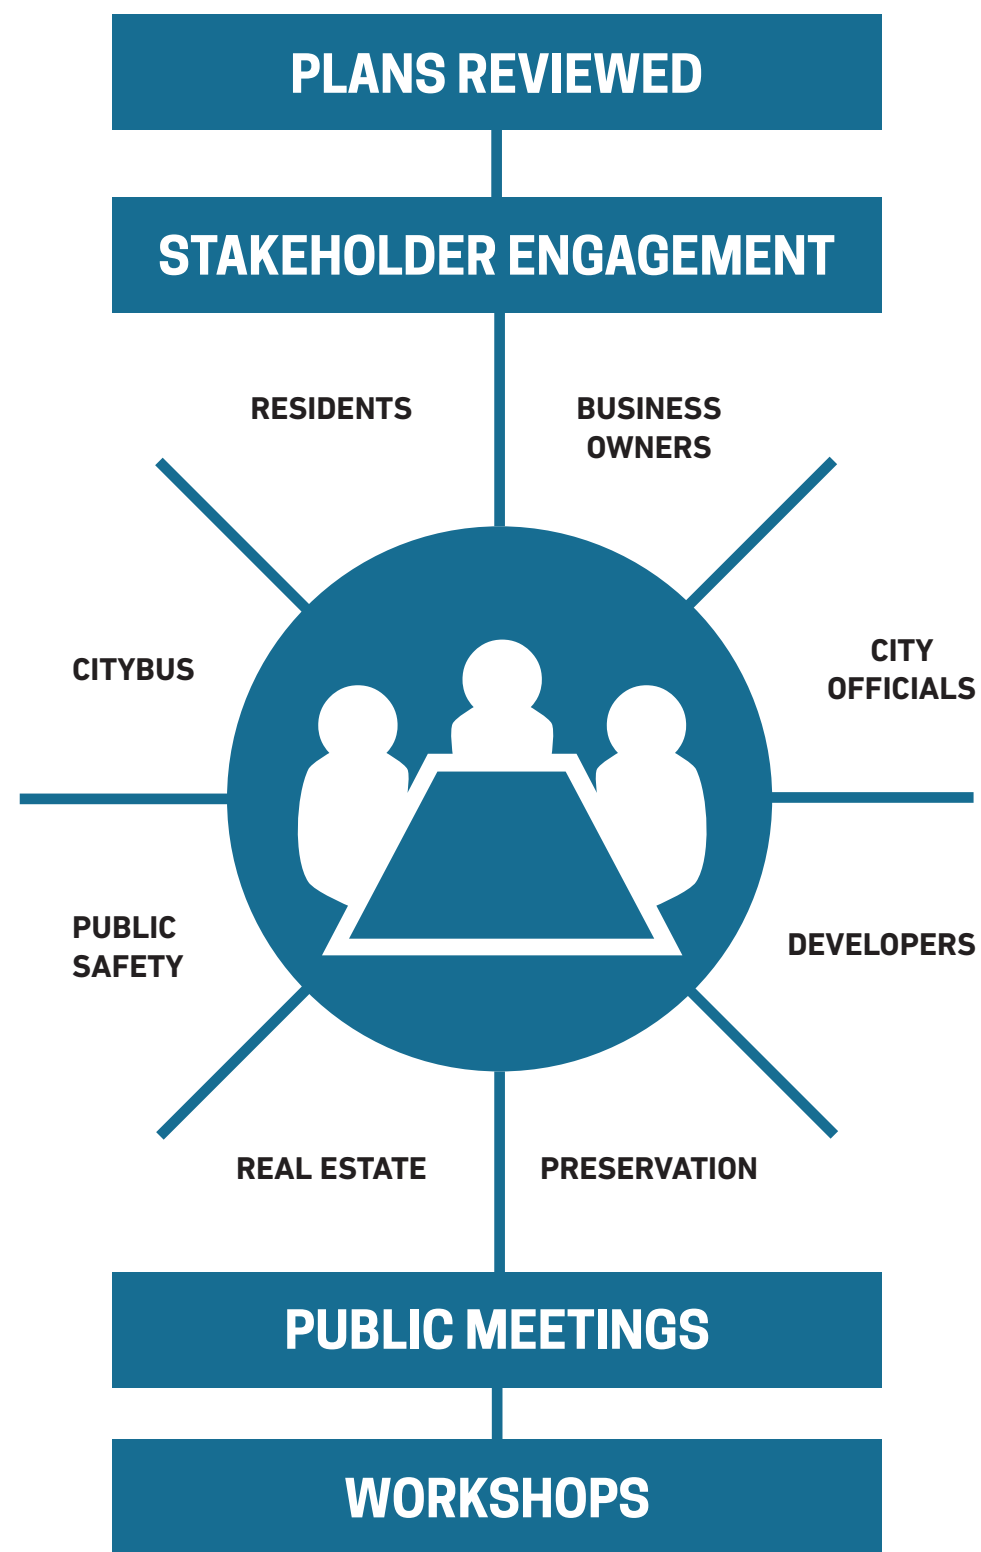 PLANS REVIEWED
STAKEHOLDER ENGAGEMENT
RESIDENTS
BUSINESS
OWNERS
CITYBUS
CITY
OFFICIALS
PUBLIC
SAFETY
DEVELOPERS
REAL ESTATE
PRESERVATION
PUBLIC MEETINGS
WORKSHOPS